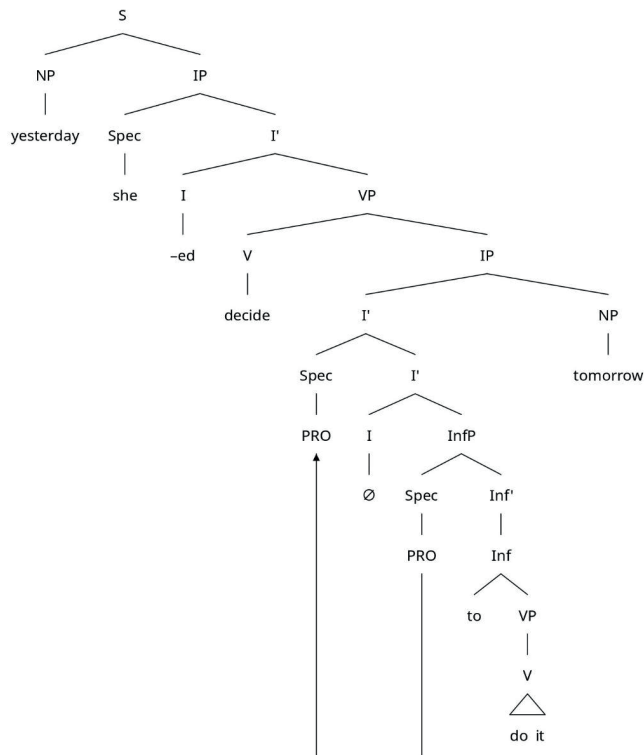 S
NP IP
yesterday Spec I'
she I VP
–ed V IP
decide I' NP
Spec I' tomorrow
PRO I InfP
∅ Spec Inf'
PRO Inf
to VP
V
do it